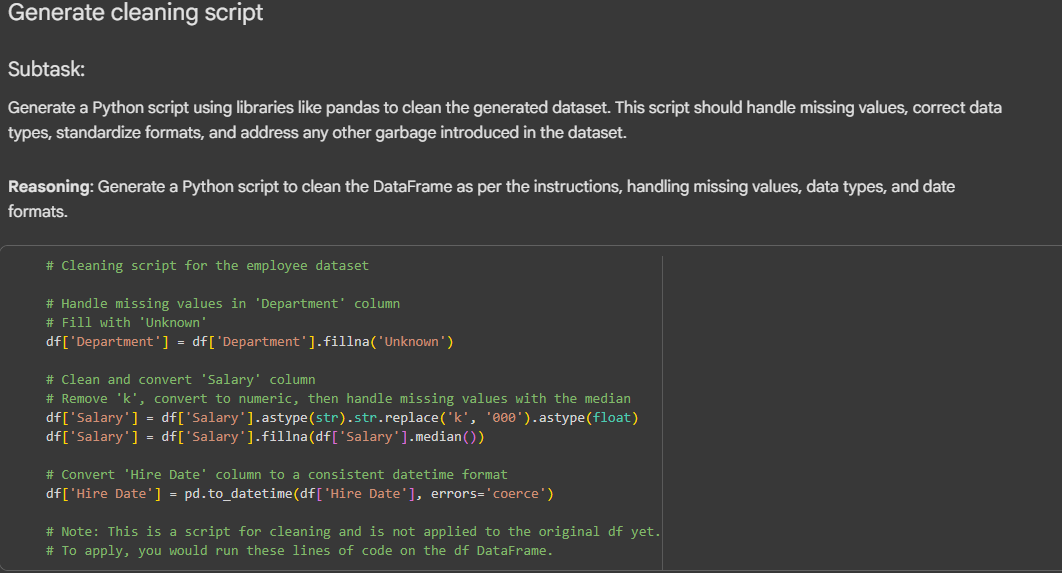 Generate cleaning script
Subtask:
Generate a Python script using libraries like pandas to clean the generated dataset. This script should handle missing values, correct data
types, standardize formats, and address any other garbage introduced in the dataset.
Reasoning: Generate a Python script to clean the DataFrame as per the instructions, handling missing values, data types, and date
formats.
# Cleaning script for the employee dataset
# Handle missing values in 'Department' column
# Fill with 'Unknown'
df['Department'] = df['Department'].fillna('Unknown')
# Clean and convert 'Salary' column
# Remove 'k', convert to numeric, then handle missing values with the median
df['Salary'] = df['Salary'].astype(str).str.replace('k', '000').astype(float)
df['Salary'] = df['Salary'].fillna(df['Salary'].median())
# Convert 'Hire Date' column to a consistent datetime format
df['Hire Date'] = pd.to_datetime(df['Hire Date'], errors='coerce')
# Note: This is a script for cleaning and is not applied to the original df yet.
# To apply, you would run these lines of code on the df DataFrame.